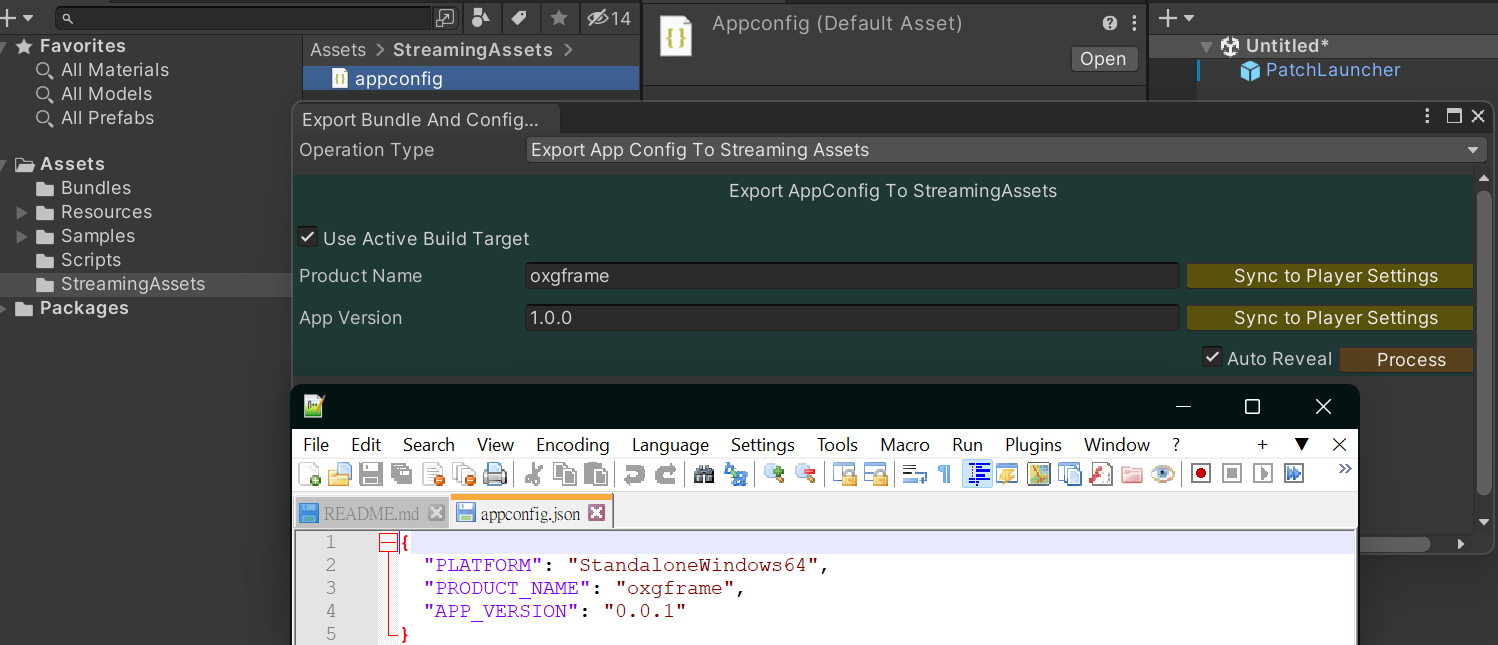 14
Favorites
All Materials
All Models
All Prefabs
Assets
Bundles
Resources
Samples
Scripts
StreamingAssets
Packages
Assets > StreamingAssets >
appconfig
Appconfig (Default Asset)
Open
Untitled*
PatchLauncher
Export Bundle And Config...
Operation Type
Export App Config To Streaming Assets
Export AppConfig To StreamingAssets
Use Active Build Target
Product Name oxgframe Sync to Player Settings
App Version 1.0.0 Sync to Player Settings
Auto Reveal Process
File Edit Search View Encoding Language Settings Tools Macro Run Plugins Window ?
README.md appconfig.json
1 {
2 "PLATFORM": "StandaloneWindows64",
3 "PRODUCT_NAME": "oxgframe",
4 "APP_VERSION": "0.0.1"
5 }